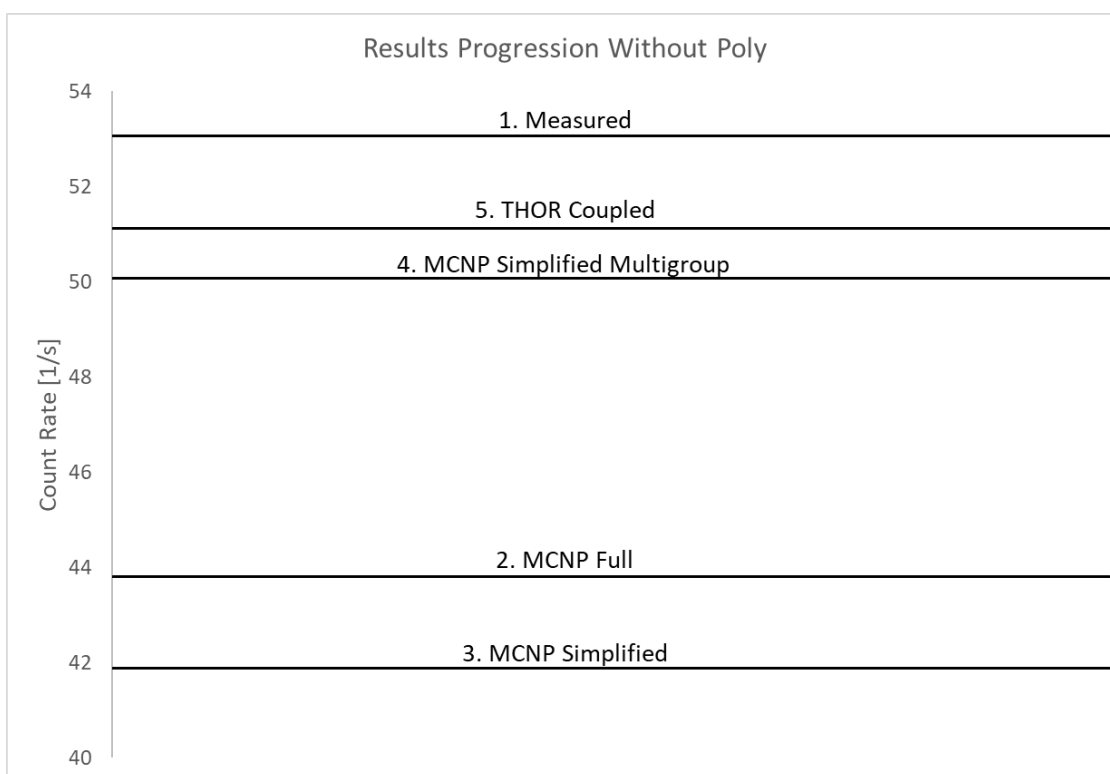 Results Progression Without Poly
54
1. Measured
52
5. THOR Coupled
4. MCNP Simplified Multigroup
50
Count Rate [1/s]
48
46
2. MCNP Full
44
3. MCNP Simplified
42
40